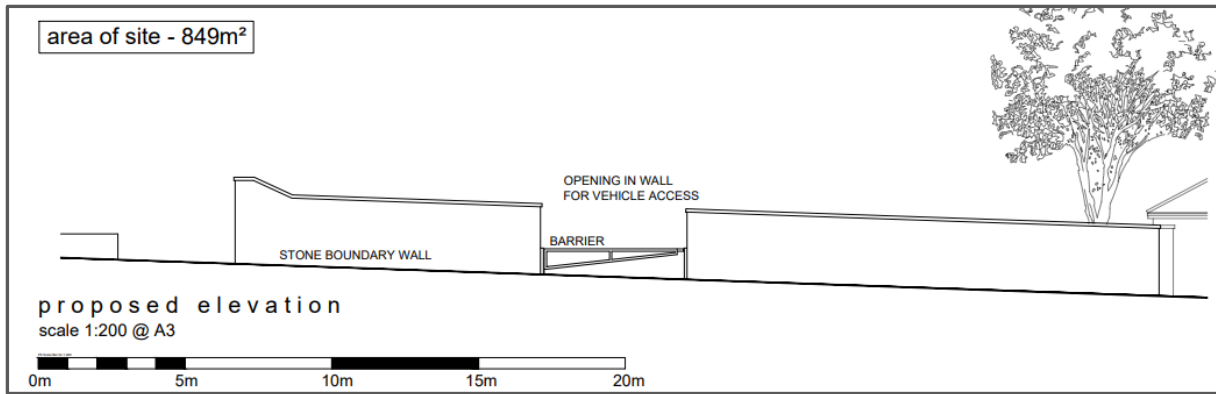 area of site - 849m²
OPENING IN WALL
FOR VEHICLE ACCESS
BARRIER
STONE BOUNDARY WALL
proposed elevation
scale 1:200 @ A3
0m 5m 10m 15m 20m